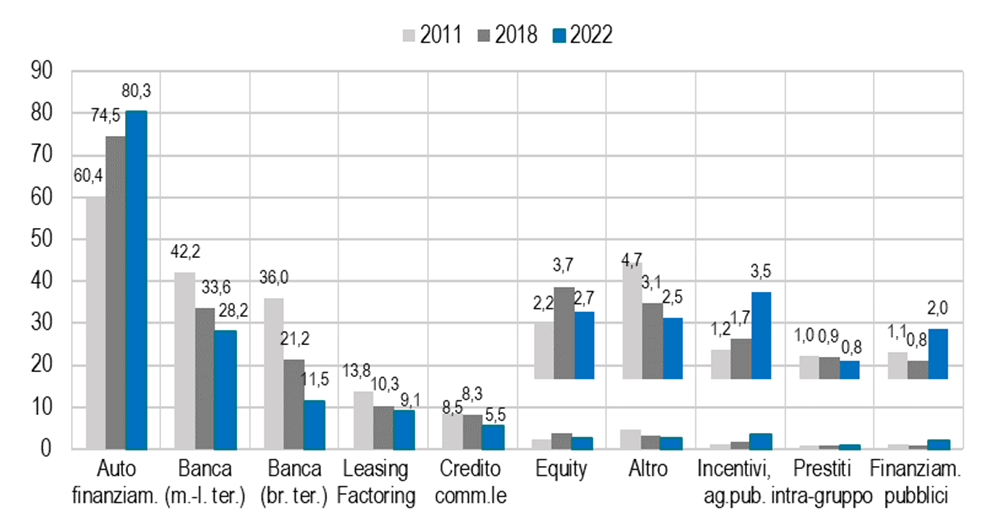 2011 2018 2022
90
80
70
60
50
40
30
20
10
0
60,4 74,5 80,3
42,2 33,6 28,2
36,0 21,2 11,5
13,8 10,3 9,1
8,5 8,3 5,5
2,2 3,7 2,7
4,7 3,1 2,5
1,2 1,7 3,5
1,0 0,9 0,8
1,1 0,8 2,0
Auto Banca Banca Leasing Credito Equity Altro Incentivi, Prestiti Finanziam.
finanziam. (m.-l. ter.) (br. ter.) Factoring comm.le ag.pub. intra-gruppo pubblici